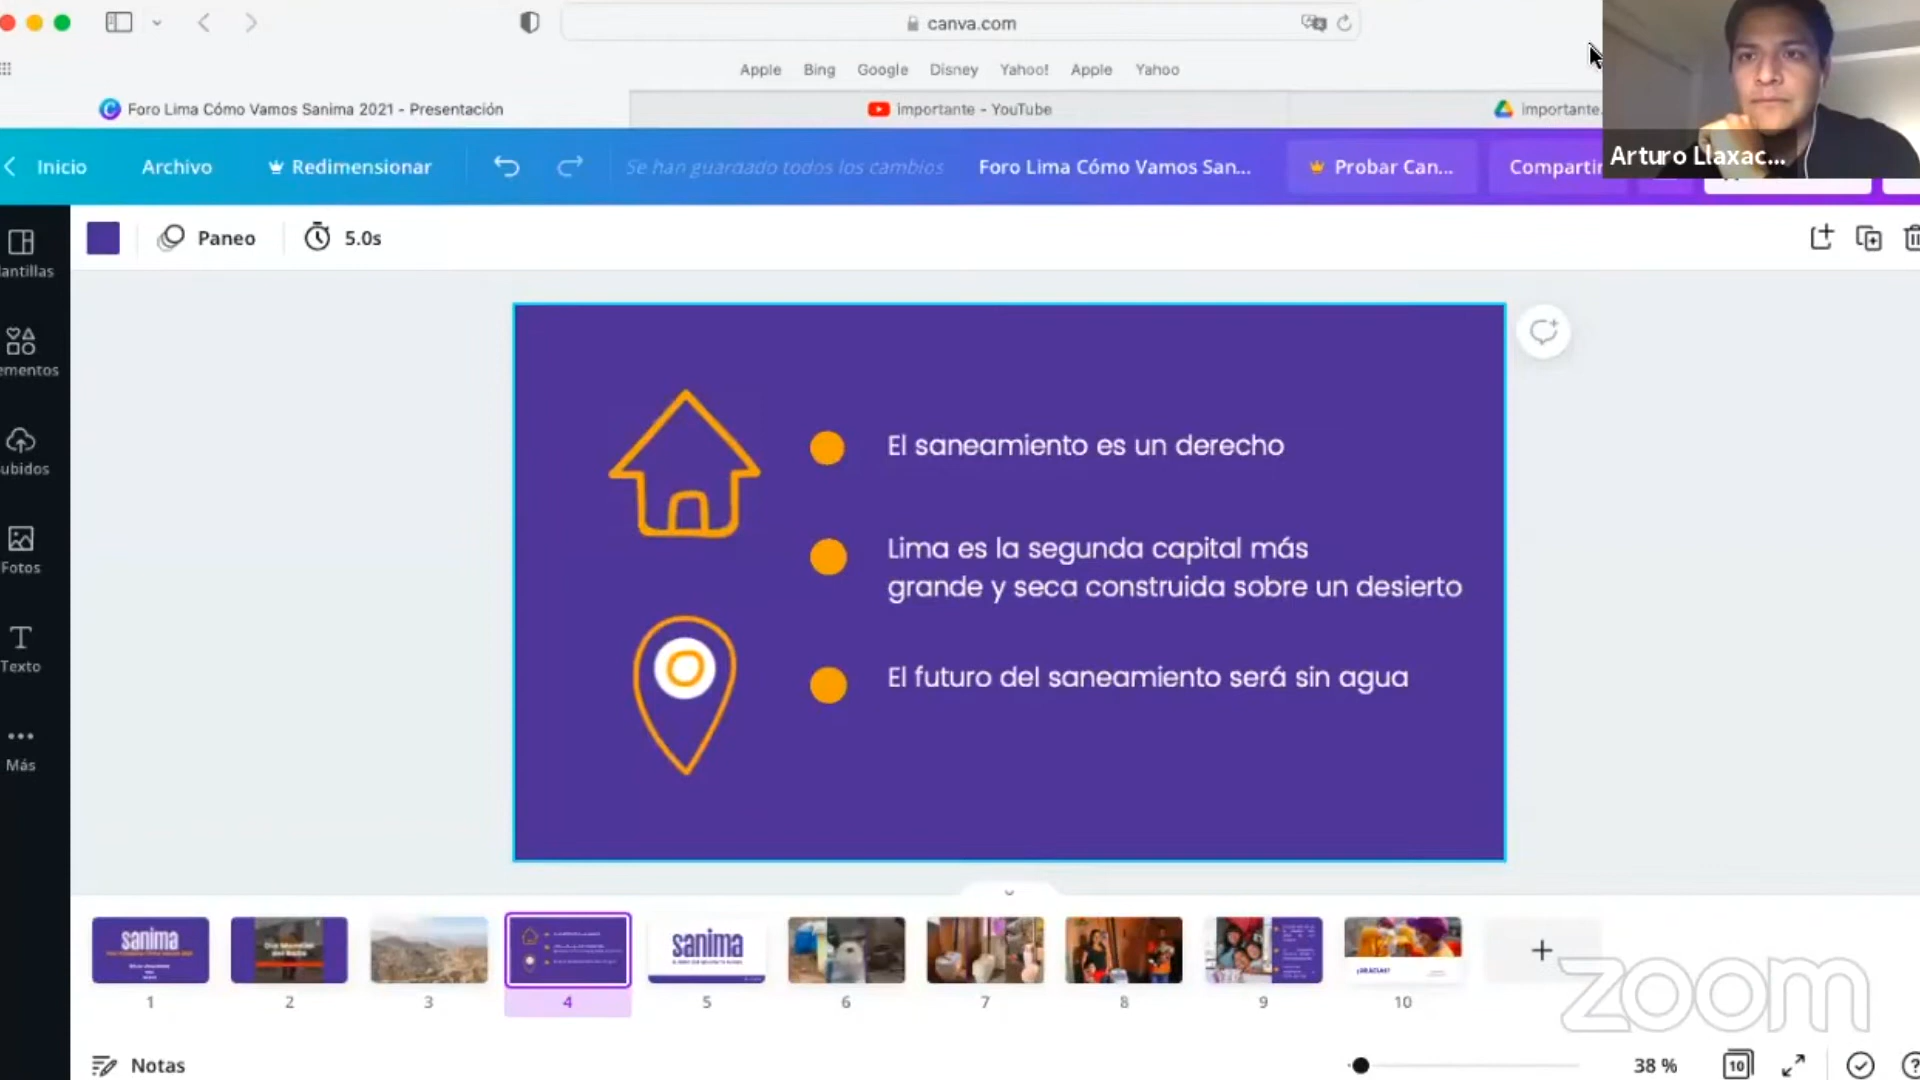 canva.com
Apple Bing Google Disney Yahoo! Apple Yahoo
Foro Lima Cómo Vamos Sanima 2021 - Presentación
importante - YouTube
importante.
Arturo Llaxac...
Inicio
Archivo
Redimensionar
Se han guardado todos los cambios
Foro Lima Cómo Vamos San...
Probar Can...
Compartir
Paneo
5.0s
lantillas
ementos
ubidos
Fotos
Texto
Más
El saneamiento es un derecho
Lima es la segunda capital más
grande y seca construida sobre un desierto
El futuro del saneamiento será sin agua
sanima
sanima
¡GRACIAS!
1 2 3 4 5 6 7 8 9 10
zoom
Notas
38 %
10